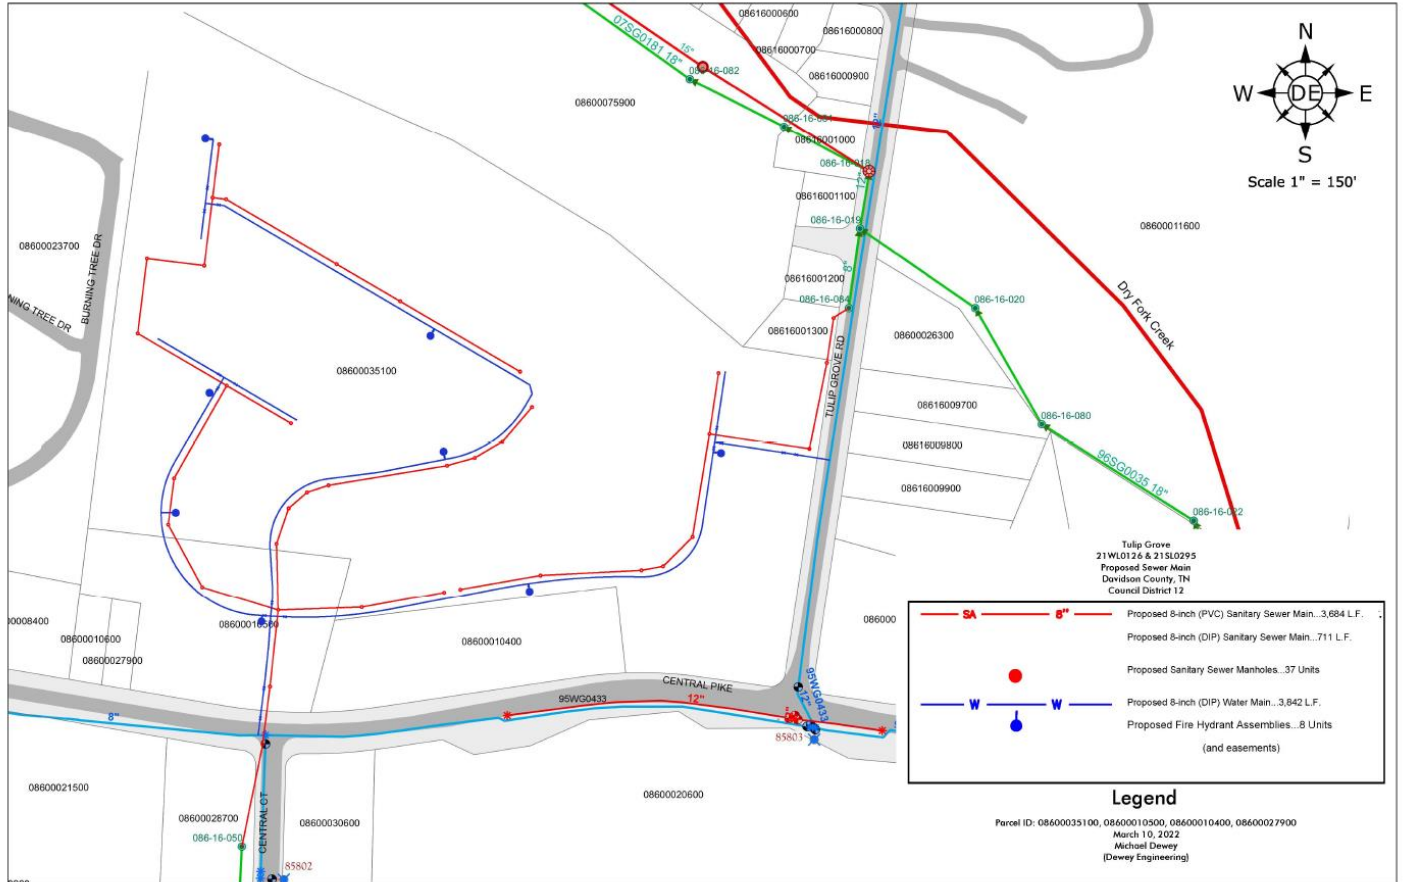 08616000600
08616000800
07SG0181 18"
15"
08616000700
086-16-082
08616000900
08600075900
12"
N
W DE E
S
Scale 1" = 150'
086-16-081
08616001000
086-16-018
12"
08616001100
086-16-019
08600011600
08600023700
BURNING TREE DR
8"
08616001200
086-16-084
086-16-020
Dry Fork Creek
NING TREE DR
08616001300
08600026300
TULIP GROVE RD
08600035100
08616009700
086-16-080
08616009800
96SG0035 18"
08616009900
086-16-022
Tulip Grove
21WL0126 & 21SL0295
Proposed Sewer Main
Davidson County, TN
Council District 12
SA 8" Proposed 8-inch (PVC) Sanitary Sewer Main...3,684 L.F.
Proposed 8-inch (DIP) Sanitary Sewer Main...711 L.F.
Proposed Sanitary Sewer Manholes...37 Units
W W Proposed 8-inch (DIP) Water Main...3,842 L.F.
Proposed Fire Hydrant Assemblies...8 Units
(and easements)
Legend
Parcel ID: 08600035100, 08600010500, 08600010400, 08600027900
March 10, 2022
Michael Dewey
(Dewey Engineering)
0008400
08600010600
08600027900
08600010500
08600010400
086000
CENTRAL PIKE
95WG0433
12"
95WG0433
12"
8"
85803
08600021500
08600028700
086-16-050
CENTRAL CT
08600030600
08600020600
85802